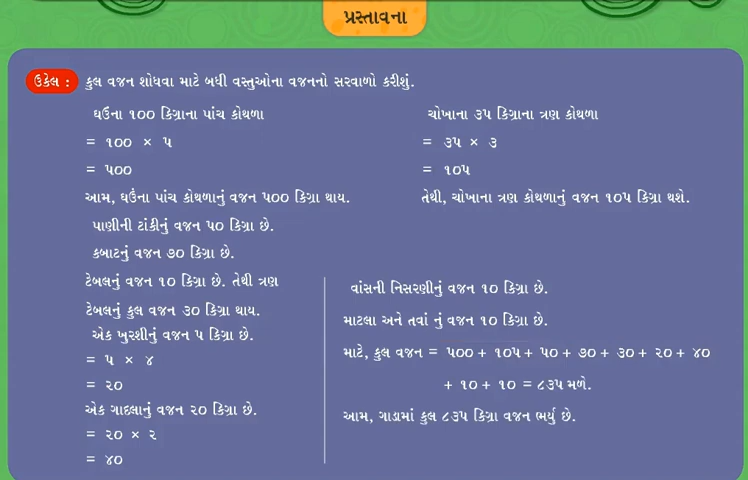 પ્રસ્તાવના
ઉકેલ :
કુલ વજન શોધવા માટે બધી વસ્તુઓના વજનનો સરવાળો કરીશું.
ઘઉંના ૧૦૦ કિગ્રાના પાંચ કોથળા
= ૧૦૦ × ૫
= ૫૦૦
આમ, ઘઉંના પાંચ કોથળાનું વજન ૫૦૦ કિગ્રા થાય.
ચોખાના ૩૫ કિગ્રાના ત્રણ કોથળા
= ૩૫ × ૩
= ૧૦૫
તેથી, ચોખાના ત્રણ કોથળાનું વજન ૧૦૫ કિગ્રા થશે.
પાણીની ટાંકીનું વજન ૫૦ કિગ્રા છે.
કબાટનું વજન ૭૦ કિગ્રા છે.
ટેબલનું વજન ૧૦ કિગ્રા છે. તેથી ત્રણ
ટેબલનું કુલ વજન ૩૦ કિગ્રા થાય.
એક ખુરશીનું વજન ૫ કિગ્રા છે.
= ૫ × ૪
= ૨૦
એક ગાદલાનું વજન ૨૦ કિગ્રા છે.
= ૨૦ × ૨
= ૪૦
વાંસની નિસરણીનું વજન ૧૦ કિગ્રા છે.
માટલા અને તવાં નું વજન ૧૦ કિગ્રા છે.
માટે, કુલ વજન = ૫૦૦ + ૧૦૫ + ૫૦ + ૭૦ + ૩૦ + ૨૦ + ૪૦
+ ૧૦ + ૧૦ = ૮૩૫ મળે.
આમ, ગાડામાં કુલ ૮૩૫ કિગ્રા વજન ભર્યુ છે.